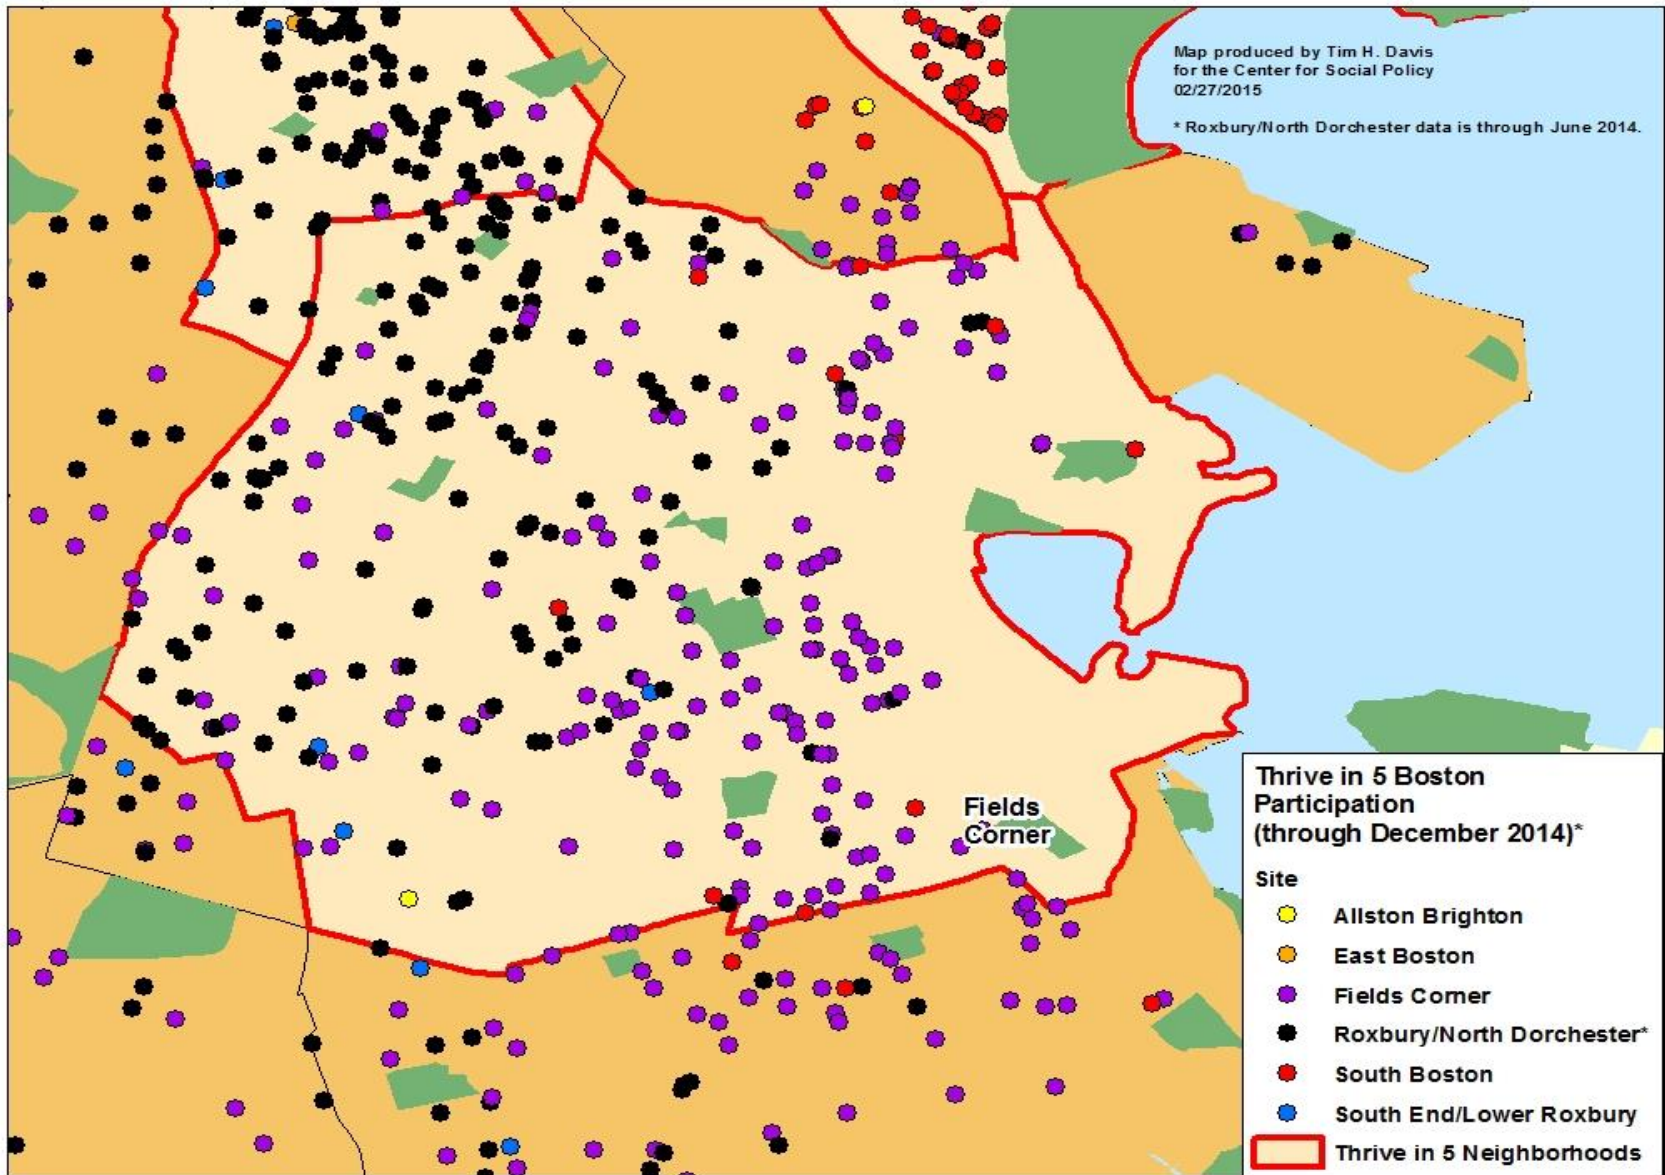 Map produced by Tim H. Davis
for the Center for Social Policy
02/27/2015
* Roxbury/North Dorchester data is through June 2014.
Fields
Corner
Thrive in 5 Boston
Participation
(through December 2014)*
Site
Allston Brighton
East Boston
Fields Corner
Roxbury/North Dorchester*
South Boston
South End/Lower Roxbury
Thrive in 5 Neighborhoods